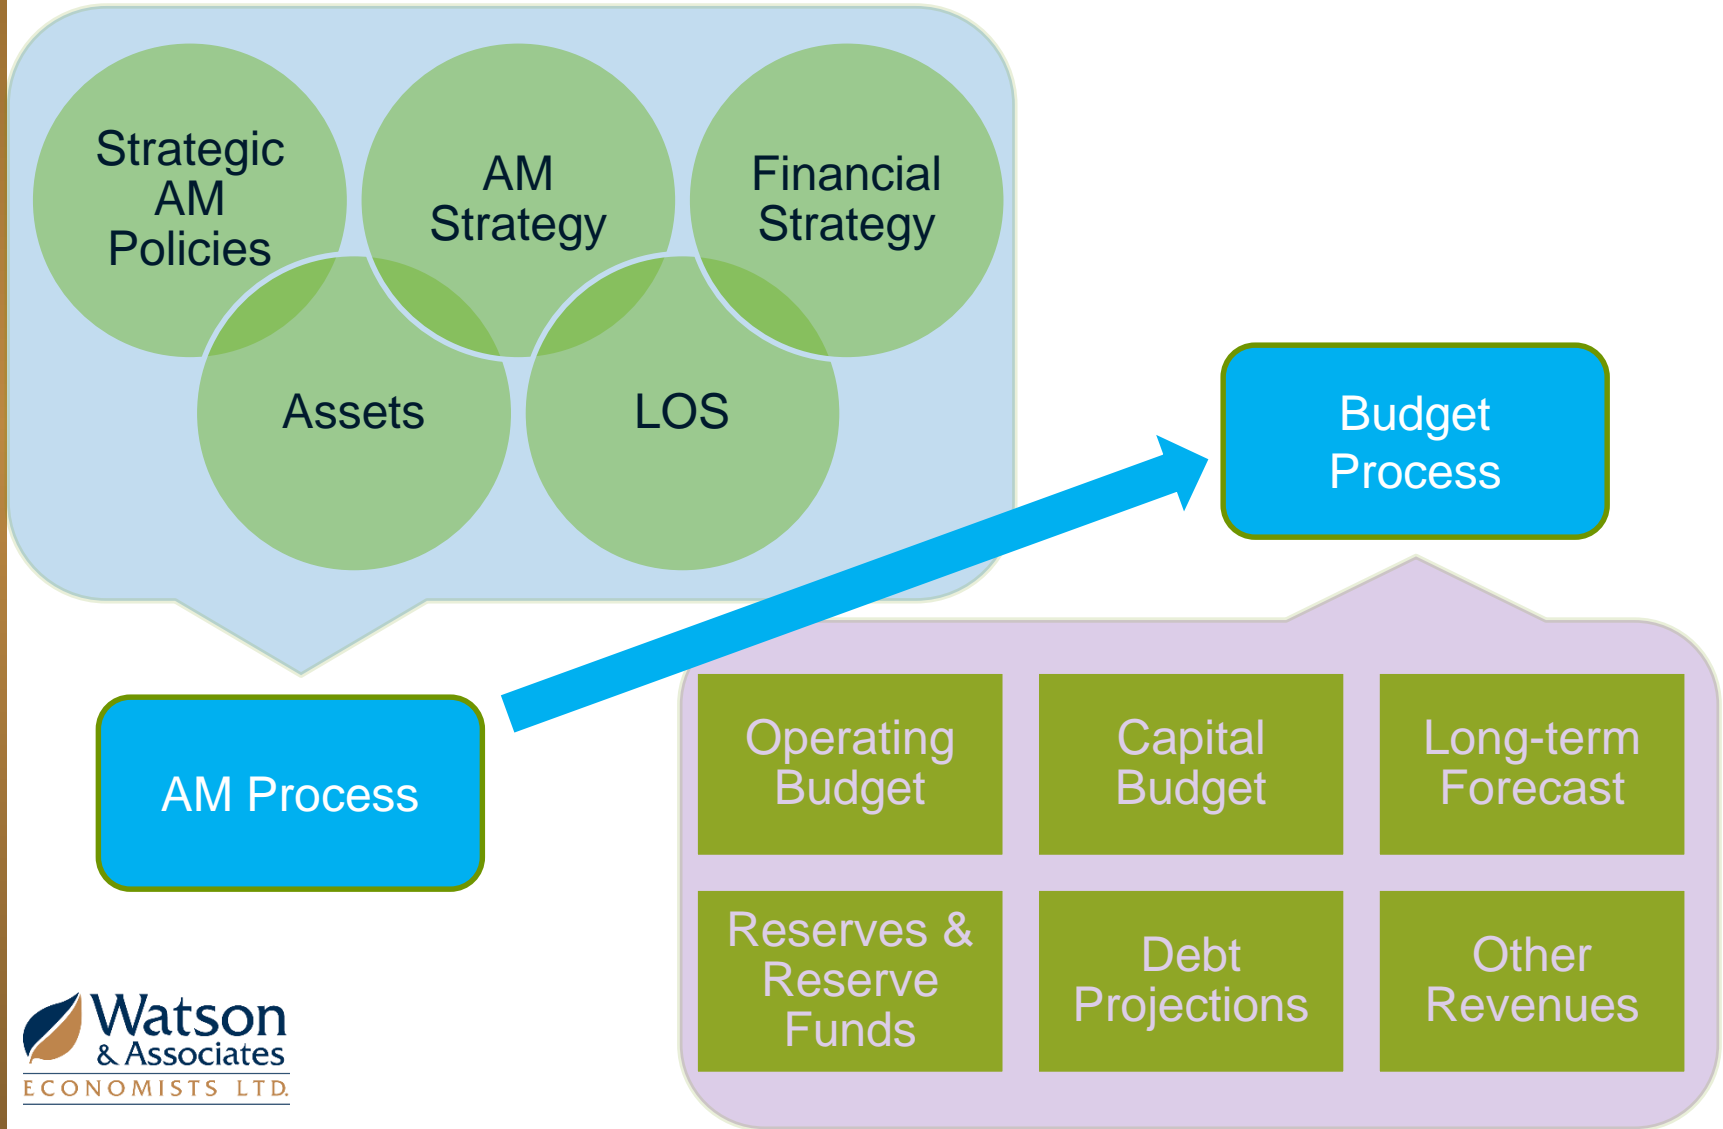 Strategic
AM
Policies
AM
Strategy
Financial
Strategy
Assets
LOS
Budget
Process
AM Process
Operating
Budget
Capital
Budget
Long-term
Forecast
Reserves &
Reserve
Funds
Debt
Projections
Other
Revenues
Watson
& Associates
ECONOMISTS LTD.